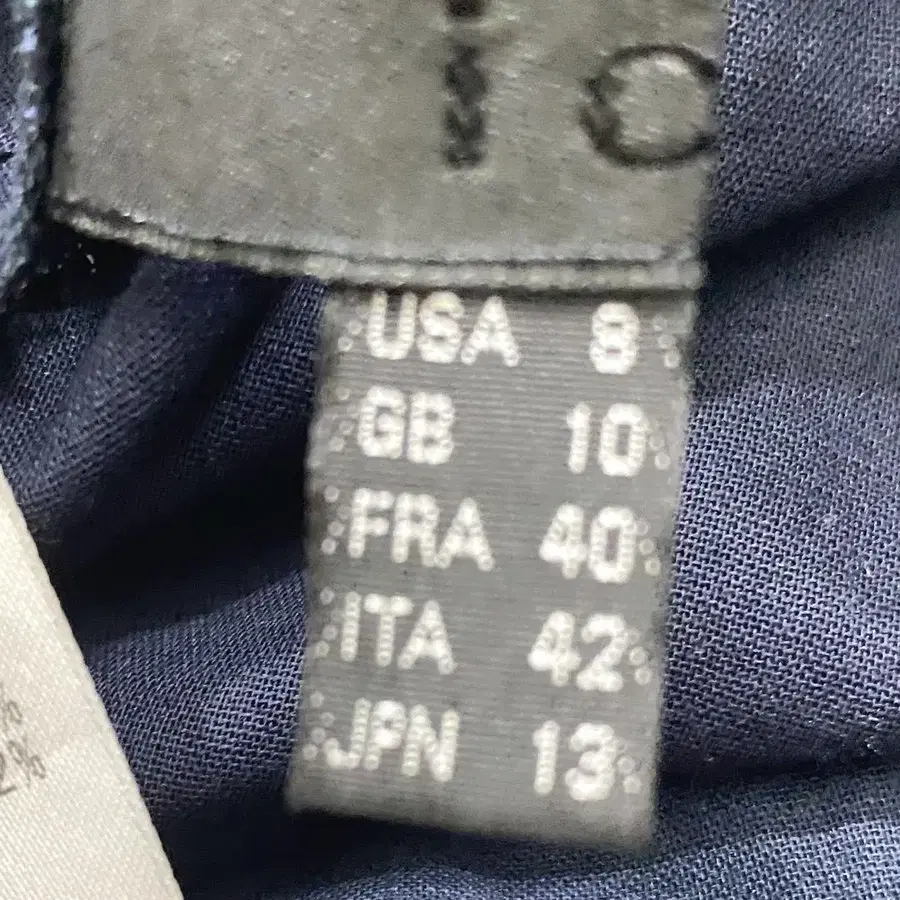 USA 8
GB 10
FRA 40
ITA 42
JPN 13